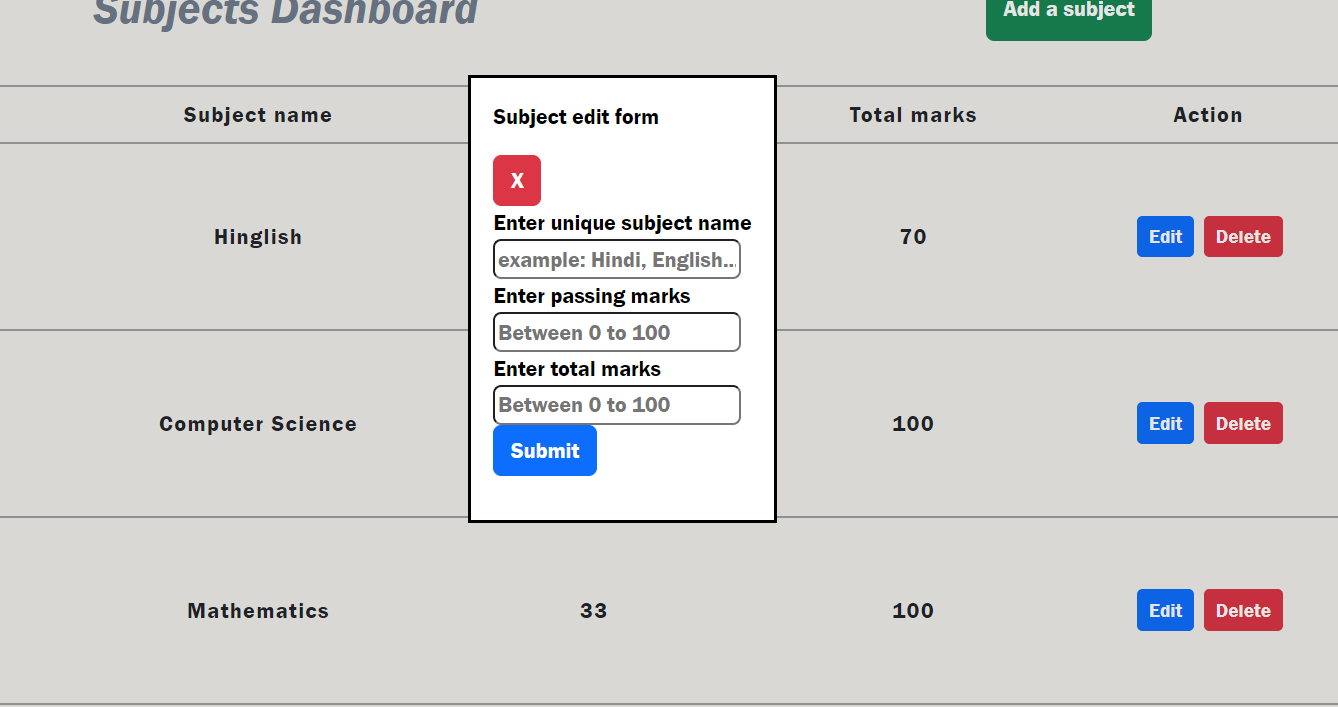 Subjects Dashboard
Add a subject
Subject name
Total marks
Action
Subject edit form
X
Enter unique subject name
example: Hindi, English..
Enter passing marks
Between 0 to 100
Enter total marks
Between 0 to 100
Submit
Hinglish
70
Edit
Delete
Computer Science
100
Edit
Delete
Mathematics
33
100
Edit
Delete